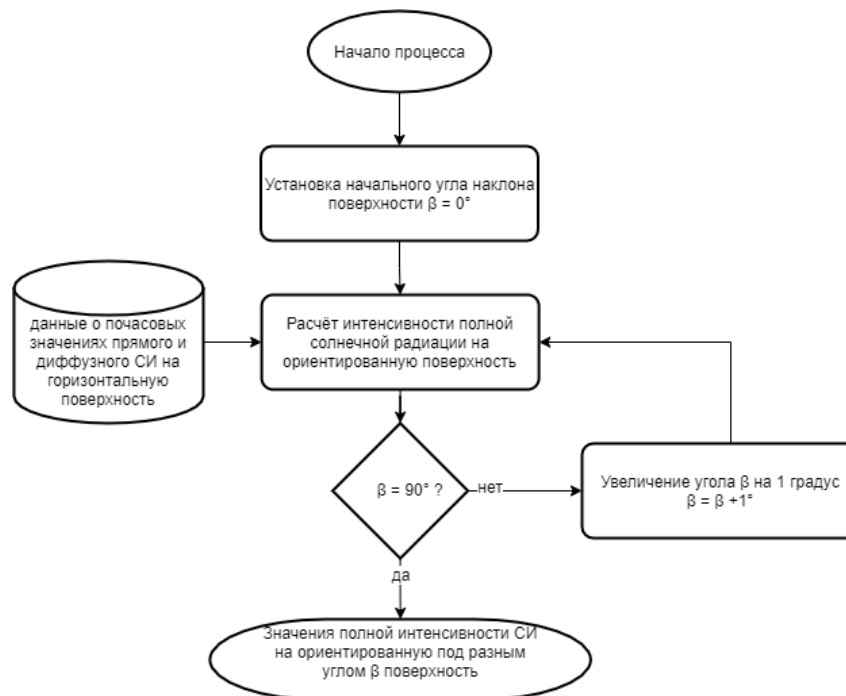 Начало процесса
Установка начального угла наклона
поверхности β = 0°
данные о почасовых
значениях прямого и
диффузного СИ на
горизонтальную
поверхность
Расчёт интенсивности полной
солнечной радиации на
ориентированную поверхность
β = 90° ?
нет
Увеличение угола β на 1 градус
β = β +1°
да
Значения полной интенсивности СИ
на ориентированную под разным
углом β поверхность